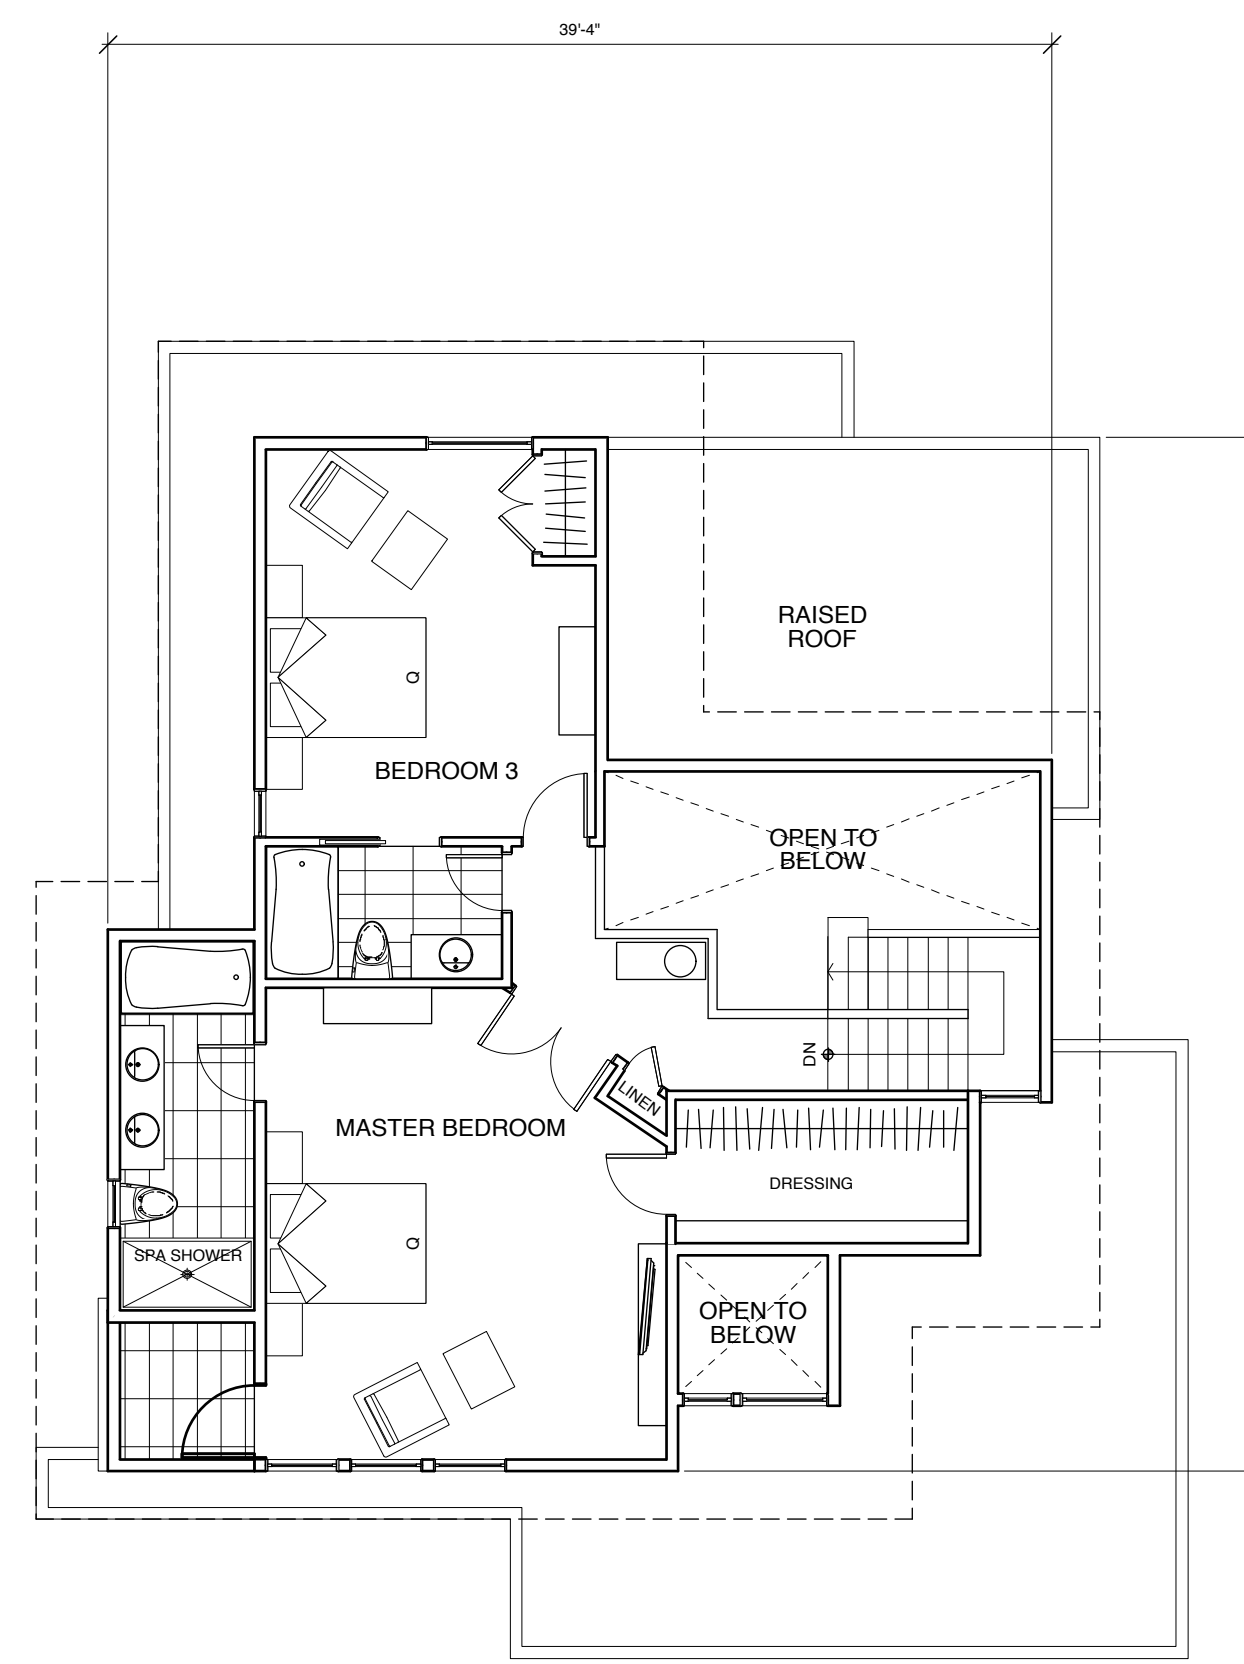 39'-4"
RAISED
ROOF
Q
BEDROOM 3
OPEN TO
BELOW
DN
LINEN
MASTER BEDROOM
DRESSING
Q
SPA SHOWER
OPEN TO
BELOW